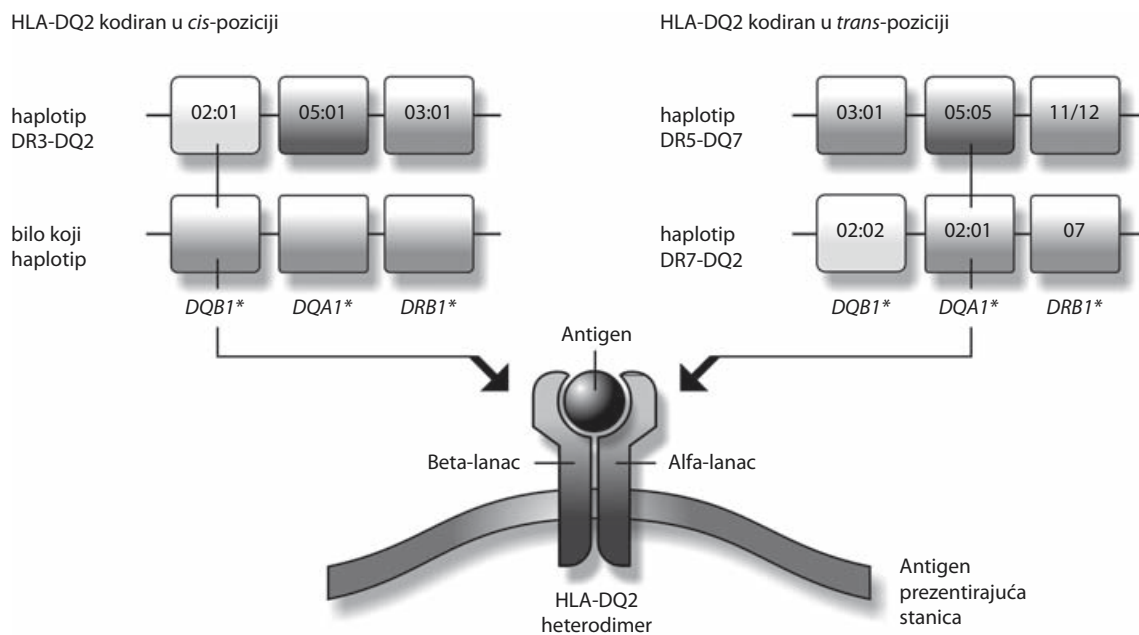 HLA-DQ2 kodiran u cis-poziciji
haplotip
DR3-DQ2
02:01 05:01 03:01
bilo koji
haplotip
DQB1* DQA1* DRB1*
HLA-DQ2 kodiran u trans-poziciji
haplotip
DR5-DQ7
03:01 05:05 11/12
haplotip
DR7-DQ2
02:02 02:01 07
DQB1* DQA1* DRB1*
Antigen
Beta-lanac
Alfa-lanac
HLA-DQ2
heterodimer
Antigen
prezentirajuća
stanica